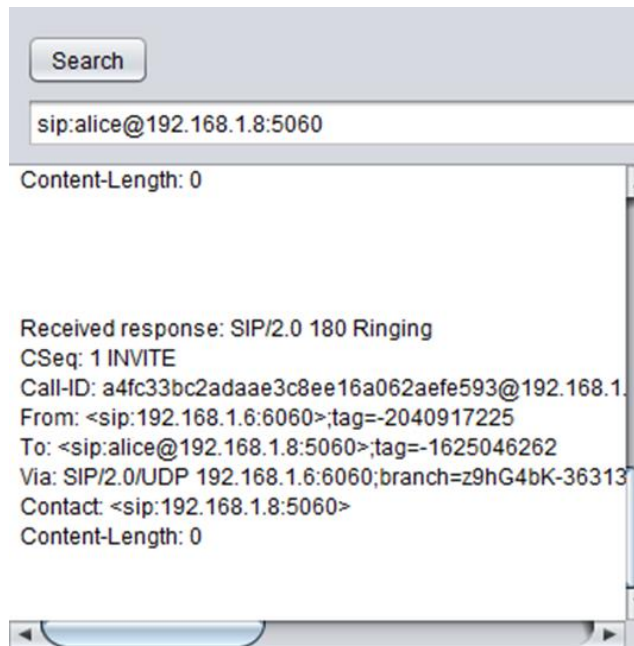 Search
sip:alice@192.168.1.8:5060
Content-Length: 0
Received response: SIP/2.0 180 Ringing
CSeq: 1 INVITE
Call-ID: a4fc33bc2adaae3c8ee16a062aefe593@192.168.1.
From: <sip:192.168.1.6:6060>;tag=-2040917225
To: <sip:alice@192.168.1.8:5060>;tag=-1625046262
Via: SIP/2.0/UDP 192.168.1.6:6060;branch=z9hG4bK-36313
Contact: <sip:192.168.1.8:5060>
Content-Length: 0